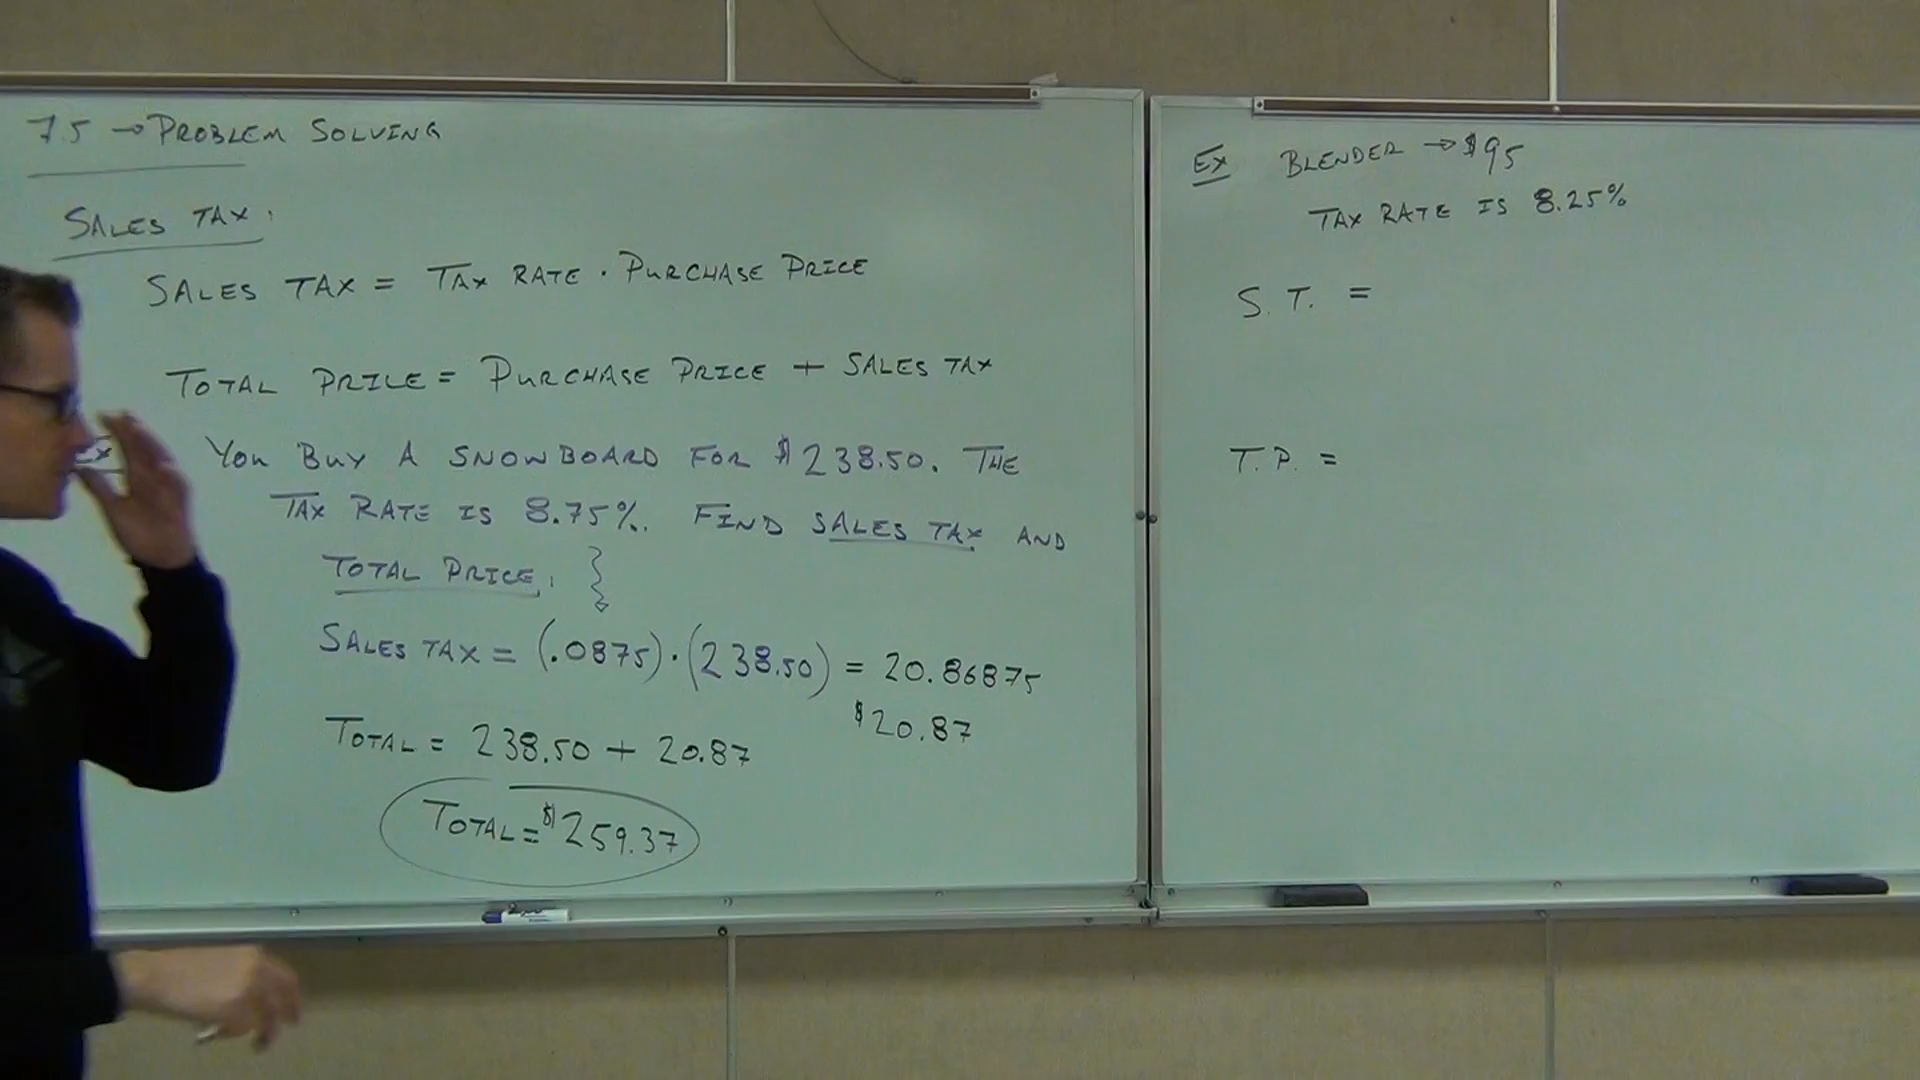 7.5 → PROBLEM SOLVING
SALES TAX:
SALES TAX = TAX RATE · PURCHASE PRICE
TOTAL PRICE = PURCHASE PRICE + SALES TAX
EX YOU BUY A SNOWBOARD FOR $238.50. THE
TAX RATE IS 8.75%. FIND SALES TAX AND
TOTAL PRICE.
SALES TAX = (.0875) · (238.50) = 20.86875
$20.87
TOTAL = 238.50 + 20.87
TOTAL = $259.37
EX BLENDER → $95
TAX RATE IS 8.25%
S.T. =
T.P. =